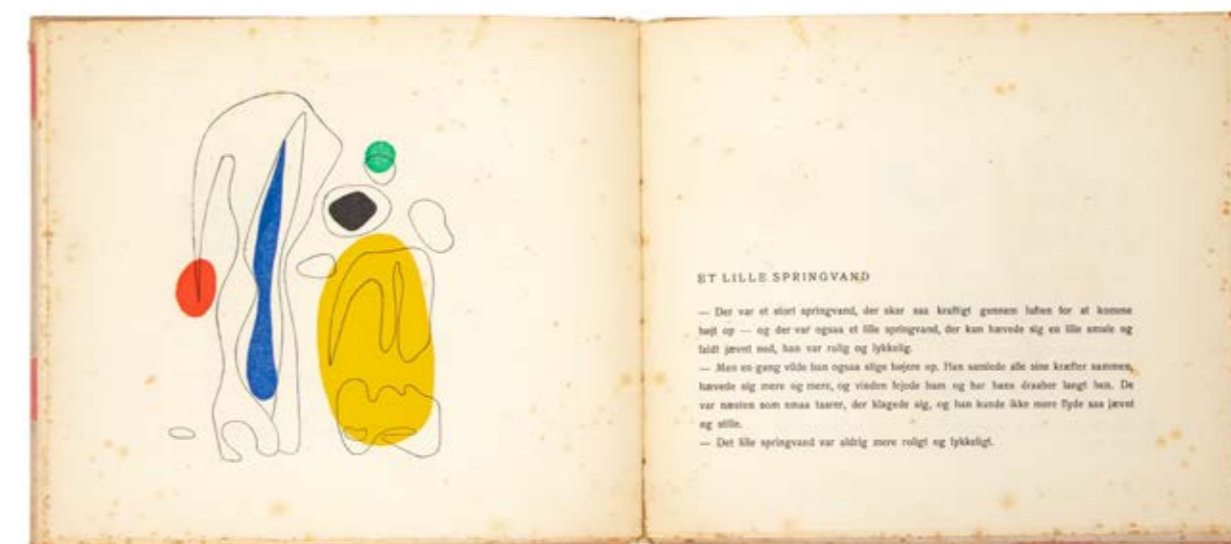 ET LILLE SPRINGVAND
— Der var et stort springvand, der skar saa kraftigt gennem luften for at komme
højt op — og der var ogsaa et lille springvand, der kun hævede sig en lille smule og
faldt jævnt ned, han var rolig og lykkelig.
— Men en gang vilde han ogsaa stige højere op. Han samlede alle sine kræfter sammen,
hævede sig mere og mere, og vinden fejede ham og bar hans draaber langt hen. De
var næsten som smaa taarer, der klagede sig, og han kunde ikke mere flyde saa jævnt
og stille.
— Det lille springvand var aldrig mere roligt og lykkeligt.